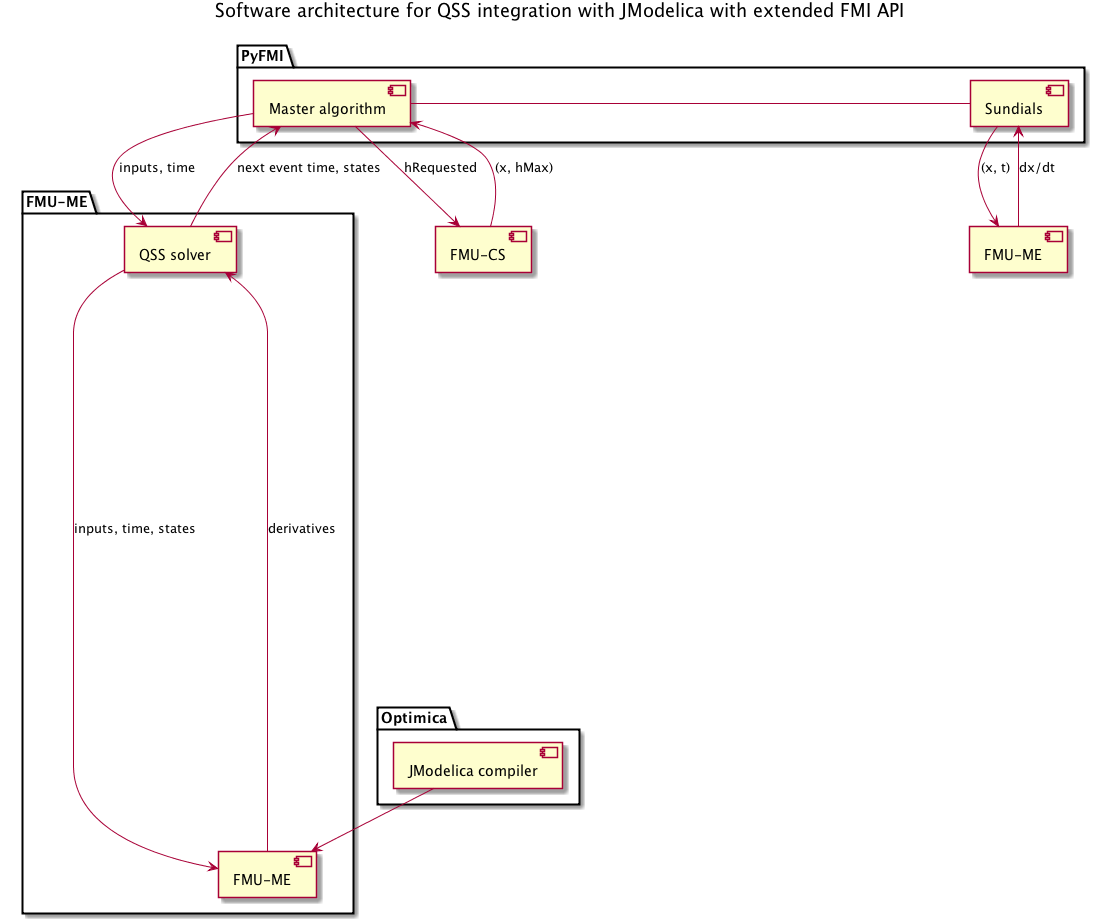 Software architecture for QSS integration with JModelica with extended FMI API
PyFMI
Master algorithm
Sundials
inputs, time
next event time, states
hRequested
(x, hMax)
(x, t)
dx/dt
FMU-ME
QSS solver
FMU-CS
FMU-ME
inputs, time, states
derivatives
Optimica
JModelica compiler
FMU-ME